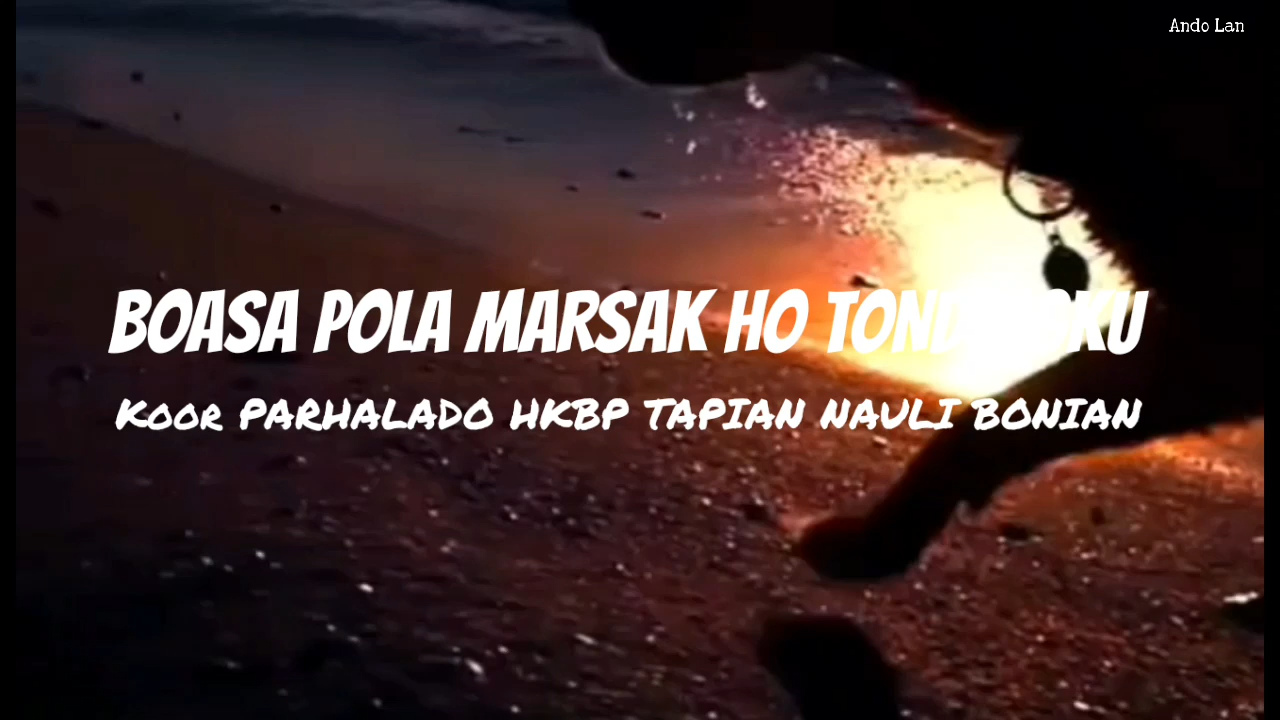 Ando Lan
BOASA POLA MARSAK HO
Koor PARHALADO HKBP TAPIAN NAULI BONIAN